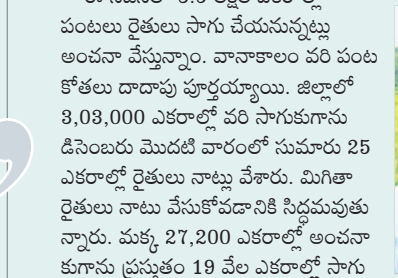 పంటలు రైతులు సాగు చేయనున్నట్లు
అంచనా వేస్తున్నాం. వానాకాలం వరి పంట
కోతలు దాదాపు పూర్తయ్యాయి. జిల్లాలో
3,03,000 ఎకరాల్లో వరి సాగుకుగాను
డిసెంబరు మొదటి వారంలో సుమారు 25
ఎకరాల్లో రైతులు నాట్లు వేశారు. మిగితా
రైతులు నాటు వేసుకోవడానికి సిద్ధమవుతు
న్నారు. మక్క 27,200 ఎకరాల్లో అంచనా
కుగాను ప్రస్తుతం 19 వేల ఎకరాల్లో సాగు